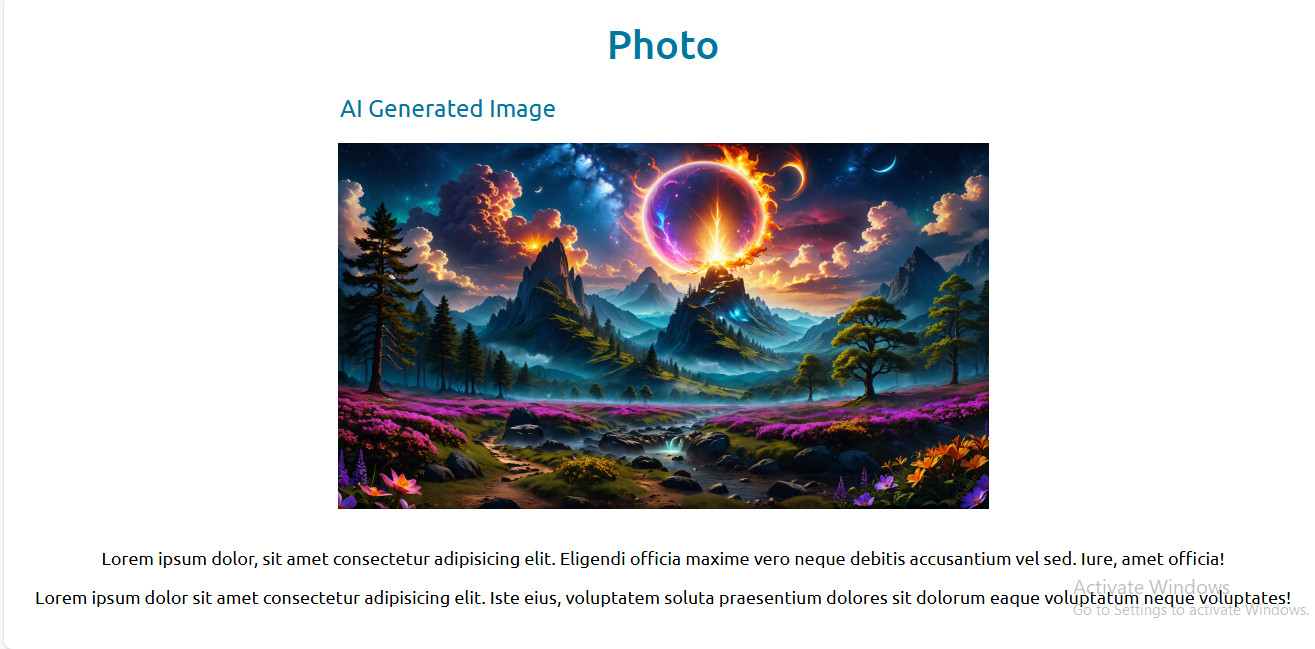 Photo
AI Generated Image
Lorem ipsum dolor, sit amet consectetur adipisicing elit. Eligendi officia maxime vero neque debitis accusantium vel sed. Iure, amet officia!
Lorem ipsum dolor sit amet consectetur adipisicing elit. Iste eius, voluptatem soluta praesentium dolores sit dolorum eaque voluptatum neque voluptates!
Activate Windows
Go to Settings to activate Windows.